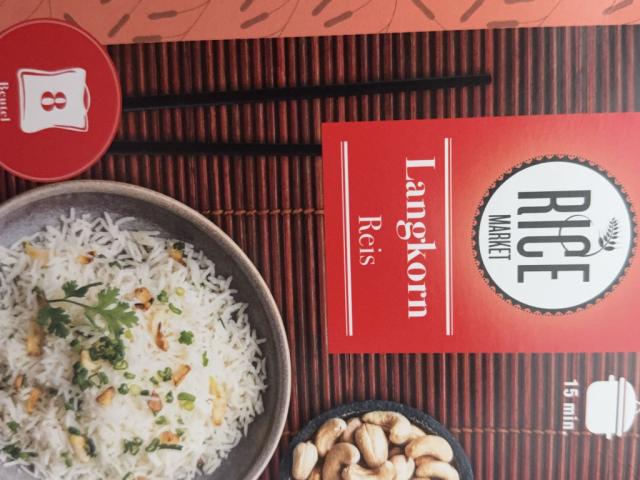 RICE
MARKET
Langkorn
Reis
15 min.
8
Beutel